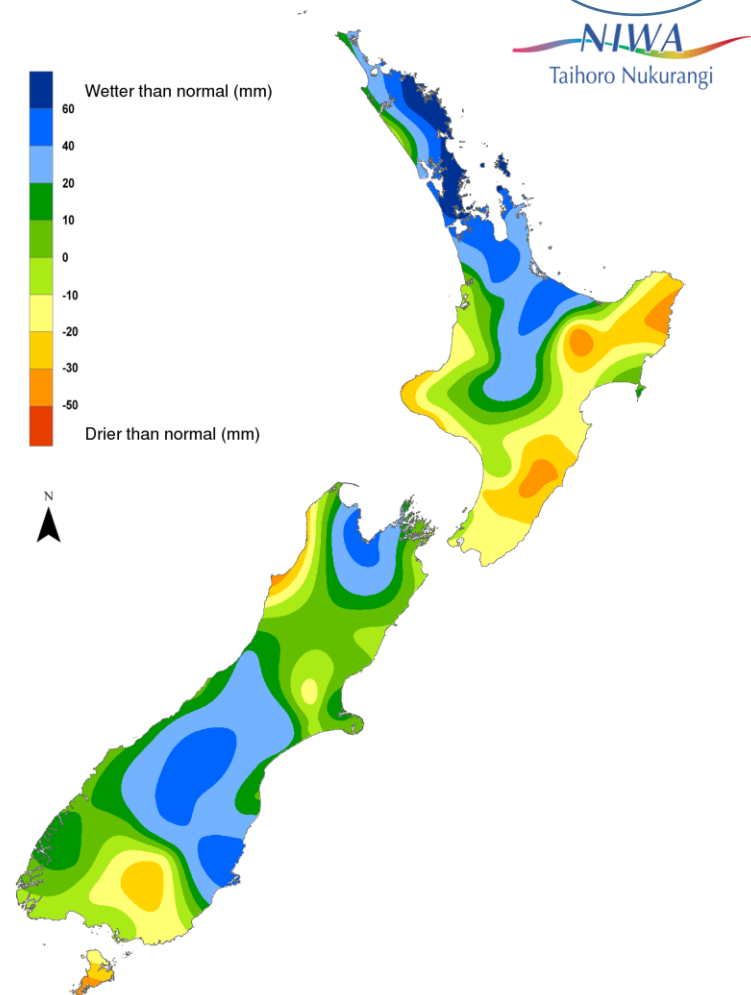 NIWA
Taihoro Nukurangi
Wetter than normal (mm)
60
40
20
10
0
-10
-20
-30
-50
Drier than normal (mm)
N